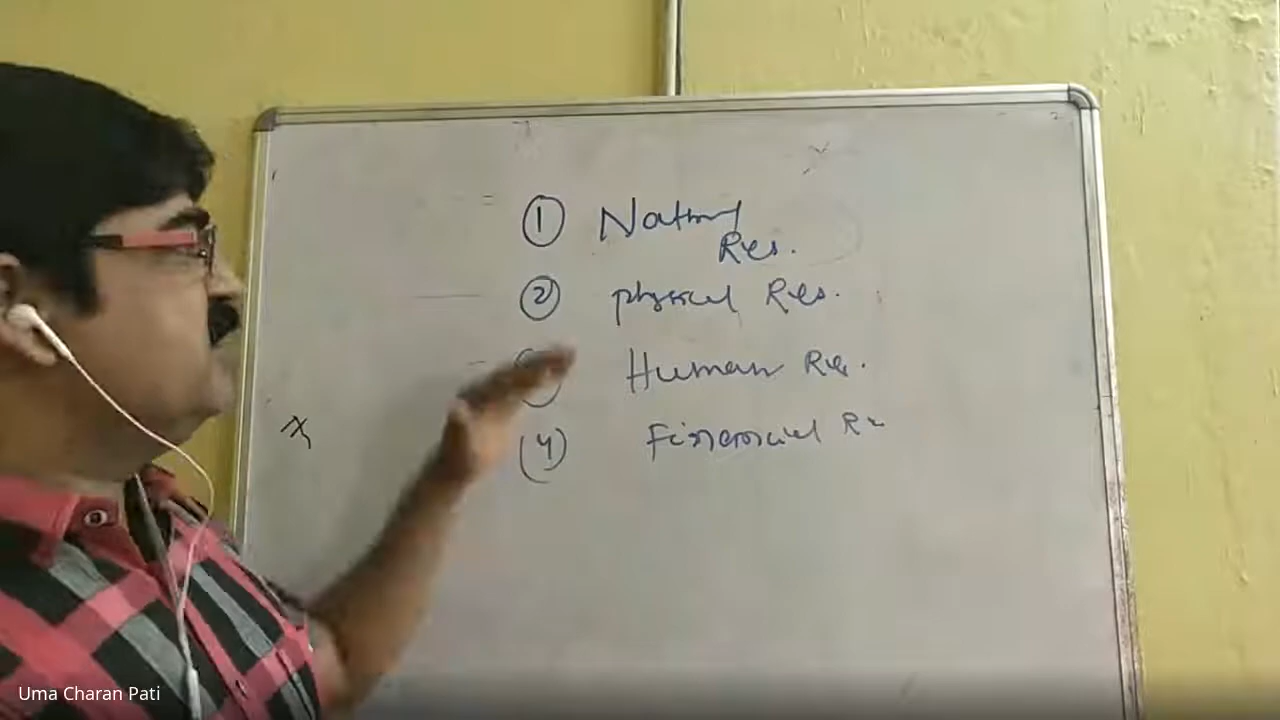 ① Natural
Res.
② physical Res.
Human Res.
(4) Financial Re
Uma Charan Pati